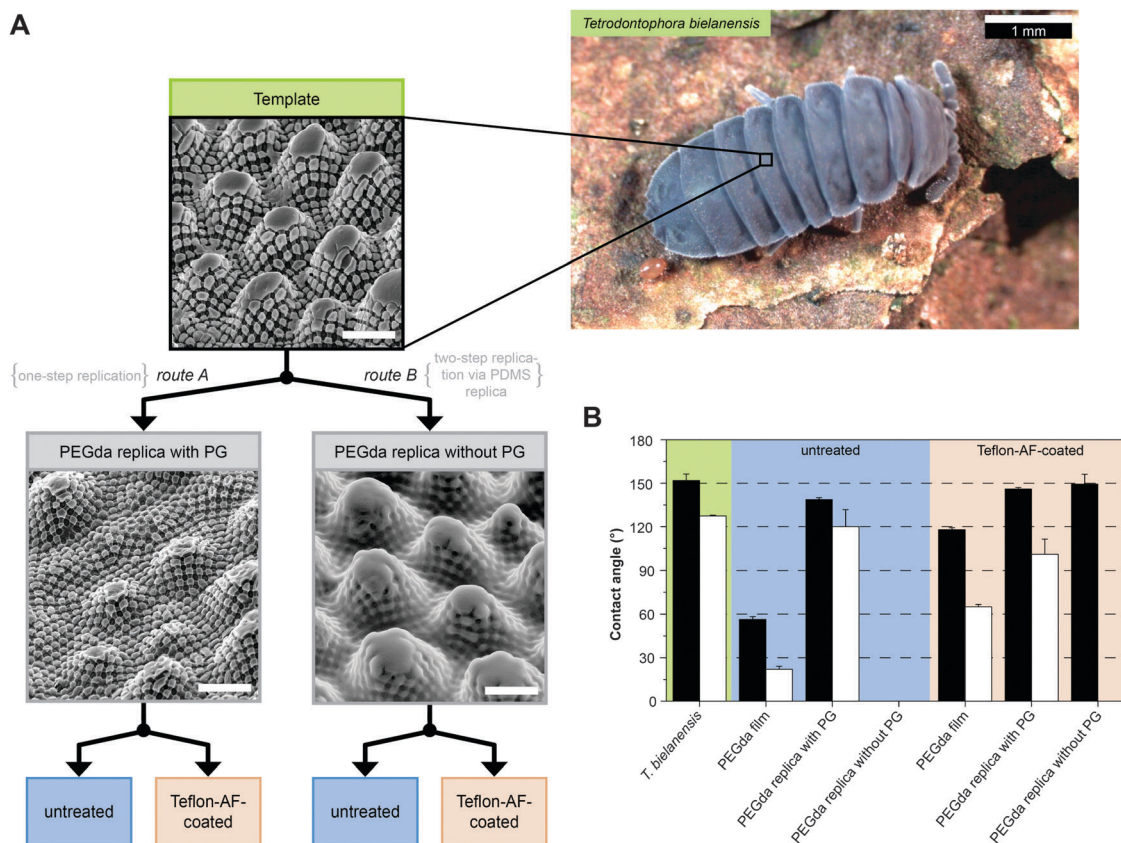 A
Tetrodontophora bielanensis
1 mm
Template
{one-step replication} route A
route B {two-step replica-
tion via PDMS
replica}
PEGda replica with PG
PEGda replica without PG
untreated
Teflon-AF-
coated
untreated
Teflon-AF-
coated
B
Contact angle (°)
180
150
120
90
60
30
0
untreated
Teflon-AF-coated
T. bielanensis
PEGda film
PEGda replica with PG
PEGda replica without PG
PEGda film
PEGda replica with PG
PEGda replica without PG